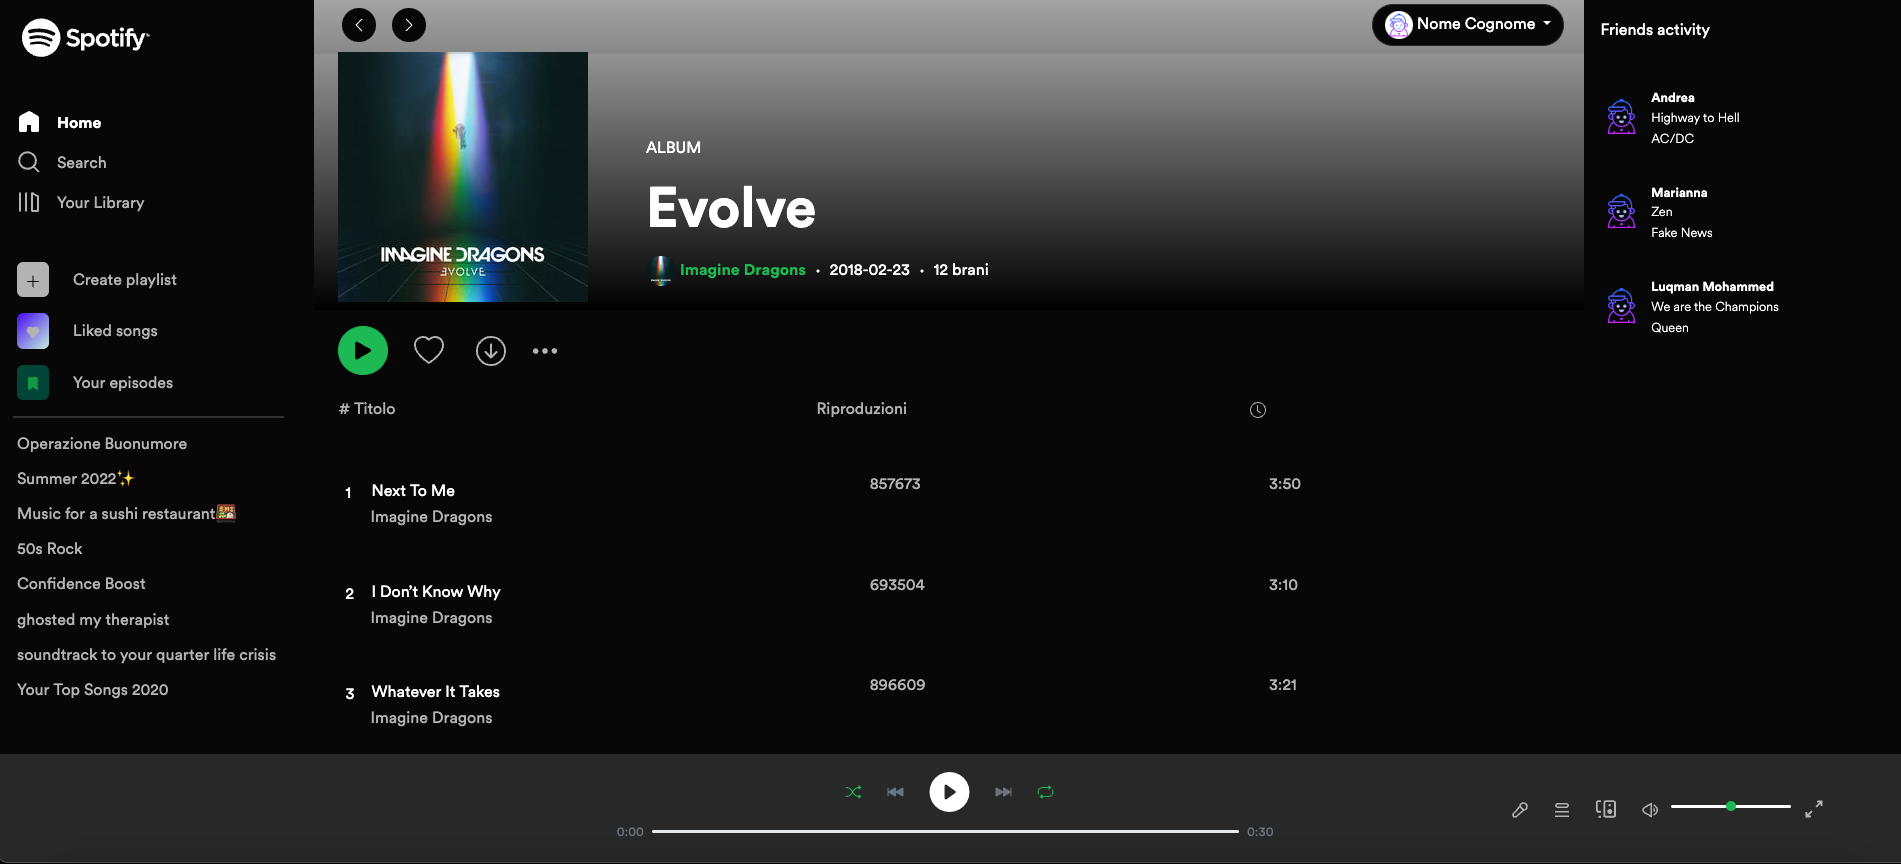 Spotify
Home
Search
Your Library
Create playlist
Liked songs
Your episodes
Operazione Buonumore
Summer 2022✨
Music for a sushi restaurant🍱
50s Rock
Confidence Boost
ghosted my therapist
soundtrack to your quarter life crisis
Your Top Songs 2020
Nome Cognome
IMAGINE DRAGONS
EVOLVE
ALBUM
Evolve
Imagine Dragons • 2018-02-23 • 12 brani
# Titolo Riproduzioni
1 Next To Me 857673 3:50
Imagine Dragons
2 I Don’t Know Why 693504 3:10
Imagine Dragons
3 Whatever It Takes 896609 3:21
Imagine Dragons
Friends activity
Andrea
Highway to Hell
AC/DC
Marianna
Zen
Fake News
Luqman Mohammed
We are the Champions
Queen
0:00 0:30